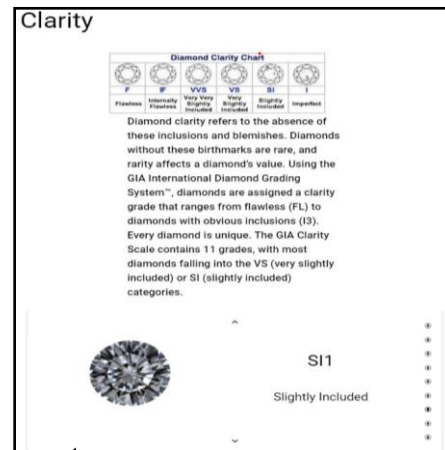 Clarity
Diamond Clarity Chart
F IF VVS VS SI I
Flawless Internally Flawless Very Very Slightly Included Very Slightly Included Slightly Included Imperfect
Diamond clarity refers to the absence of
these inclusions and blemishes. Diamonds
without these birthmarks are rare, and
rarity affects a diamond's value. Using the
GIA International Diamond Grading
System™, diamonds are assigned a clarity
grade that ranges from flawless (FL) to
diamonds with obvious inclusions (I3).
Every diamond is unique. The GIA Clarity
Scale contains 11 grades, with most
diamonds falling into the VS (very slightly
included) or SI (slightly included)
categories.
SI1
Slightly Included